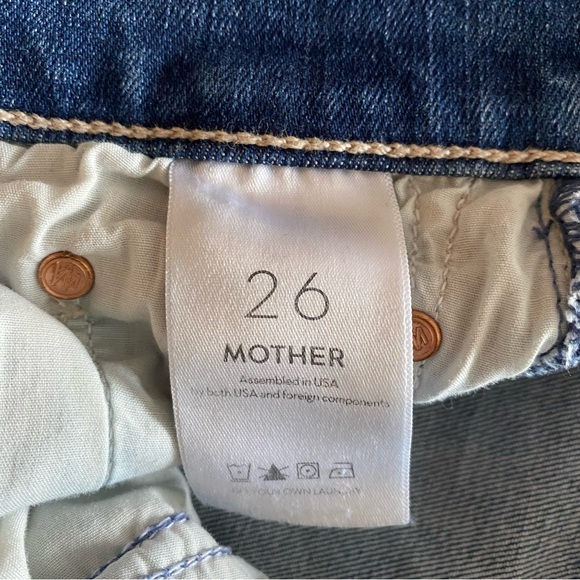 26
MOTHER
Assembled in USA
by both USA and foreign components
DO YOUR OWN LAUNDRY